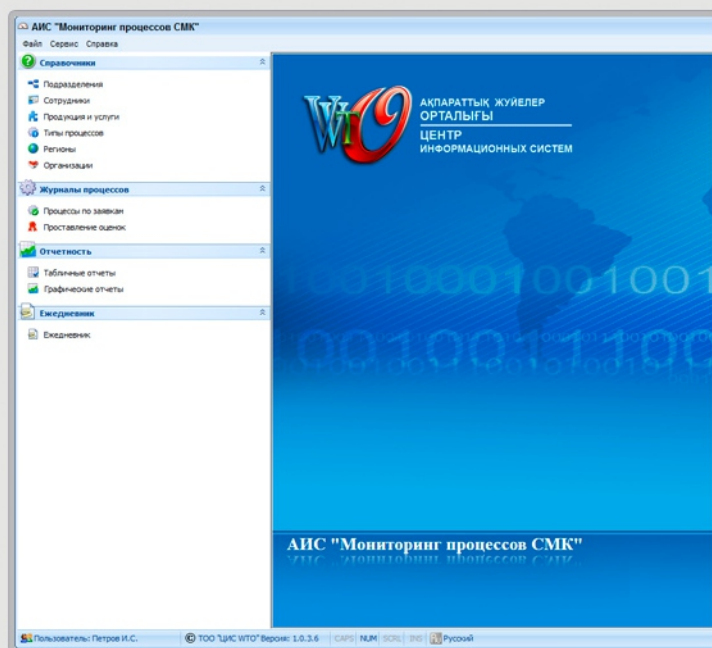 АИС "Мониторинг процессов СМК"
Файл Сервис Справка
Справочники
Подразделения
Сотрудники
Продукция и услуги
Типы процессов
Регионы
Организации
Журналы процессов
Процессы по заявкам
Проставление оценок
Отчетность
Табличные отчеты
Графические отчеты
Ежедневник
Ежедневник
WTO
АҚПАРАТТЫҚ ЖҮЙЕЛЕР
ОРТАЛЫҒЫ
ЦЕНТР
ИНФОРМАЦИОННЫХ СИСТЕМ
АИС "Мониторинг процессов СМК"
Пользователь: Петров И.С. © ТОО "ЦИС WTO" Версия: 1.0.3.6 CAPS NUM SCRL INS Русский